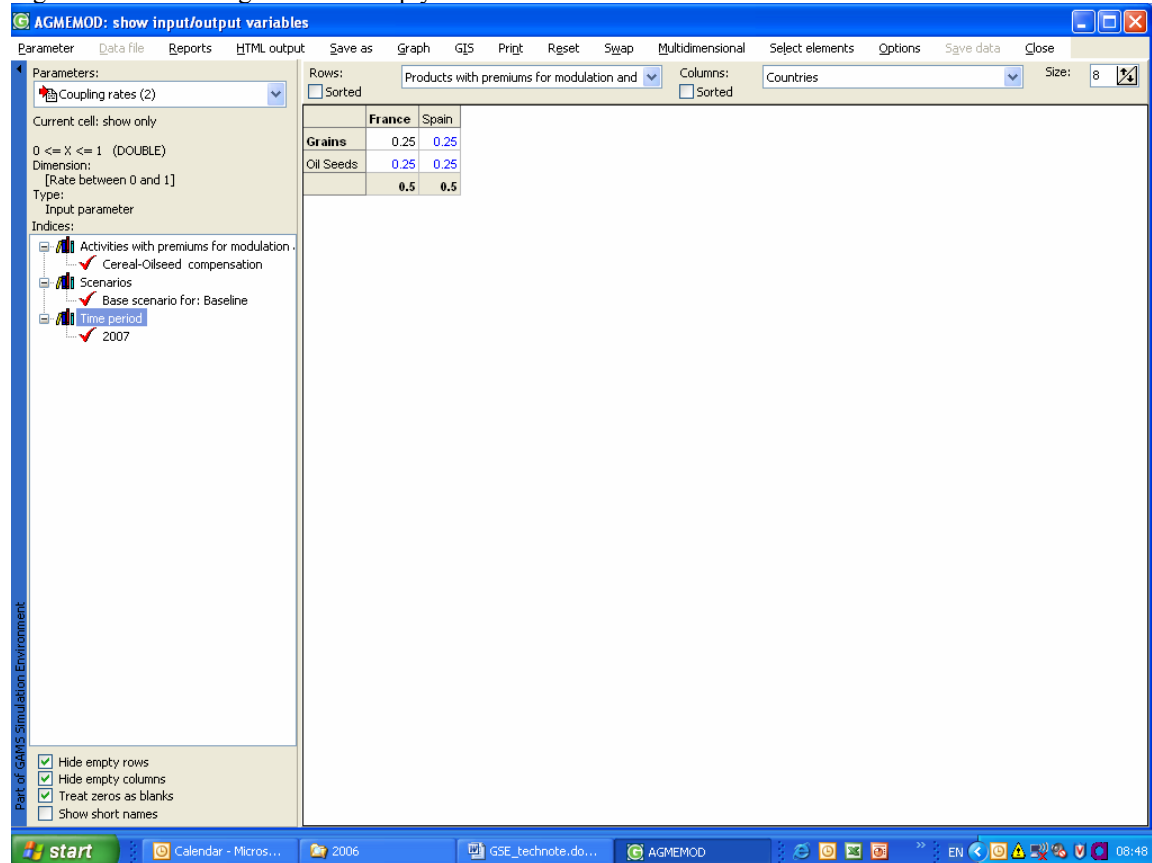 AGMEMOD: show input/output variables
Parameter Data file Reports HTML output Save as Graph GIS Print Reset Swap Multidimensional Select elements Options Save data Close
Parameters:
Coupling rates (2)
Current cell: show only
0 <= X <= 1 (DOUBLE)
Dimension:
[Rate between 0 and 1]
Type:
Input parameter
Indices:
Activities with premiums for modulation
Cereal-Oilseed compensation
Scenarios
Base scenario for: Baseline
Time period
2007
Hide empty rows
Hide empty columns
Treat zeros as blanks
Show short names
Part of GAMS Simulation Environment
Rows: Products with premiums for modulation and Columns: Countries Size: 8
Sorted Sorted
France Spain
Grains 0.25 0.25
Oil Seeds 0.25 0.25
0.5 0.5
start Calendar - Micros... 2006 GSE_technote.do... AGMEMOD EN 08:48